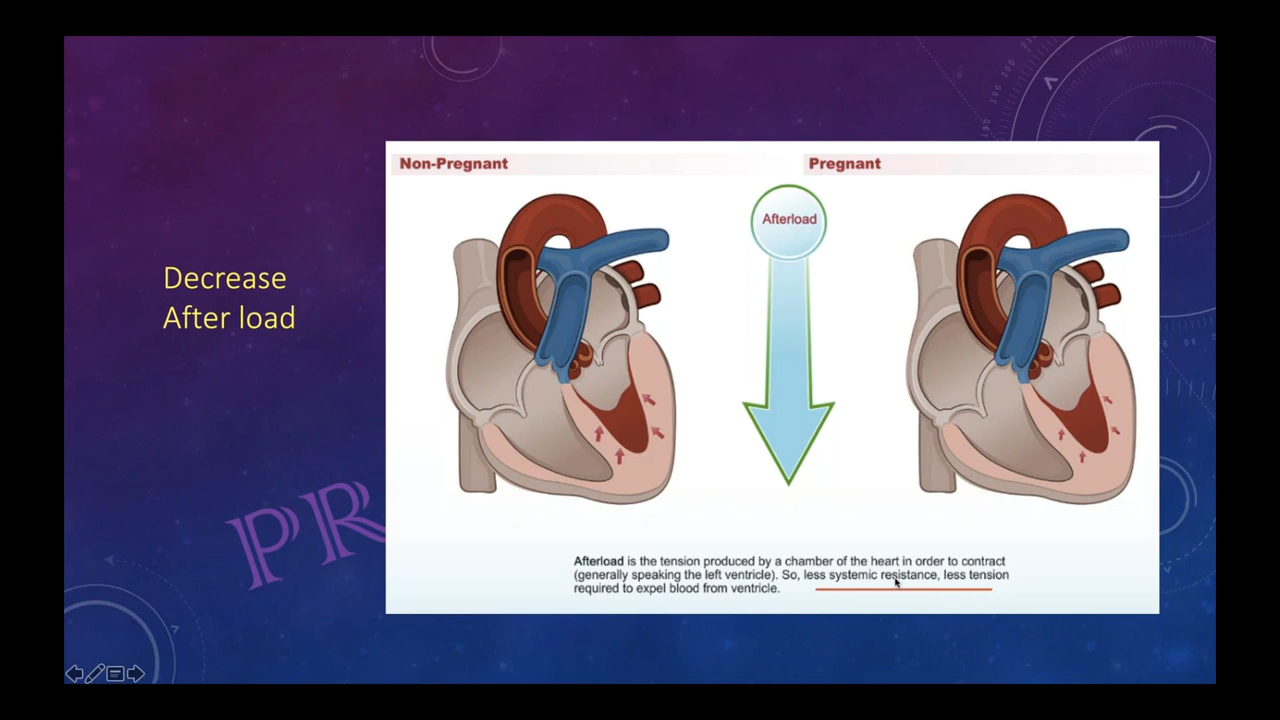 Non-Pregnant
Pregnant
Afterload
Decrease
After load
PR
Afterload is the tension produced by a chamber of the heart in order to contract
(generally speaking the left ventricle). So, less systemic resistance, less tension
required to expel blood from ventricle.